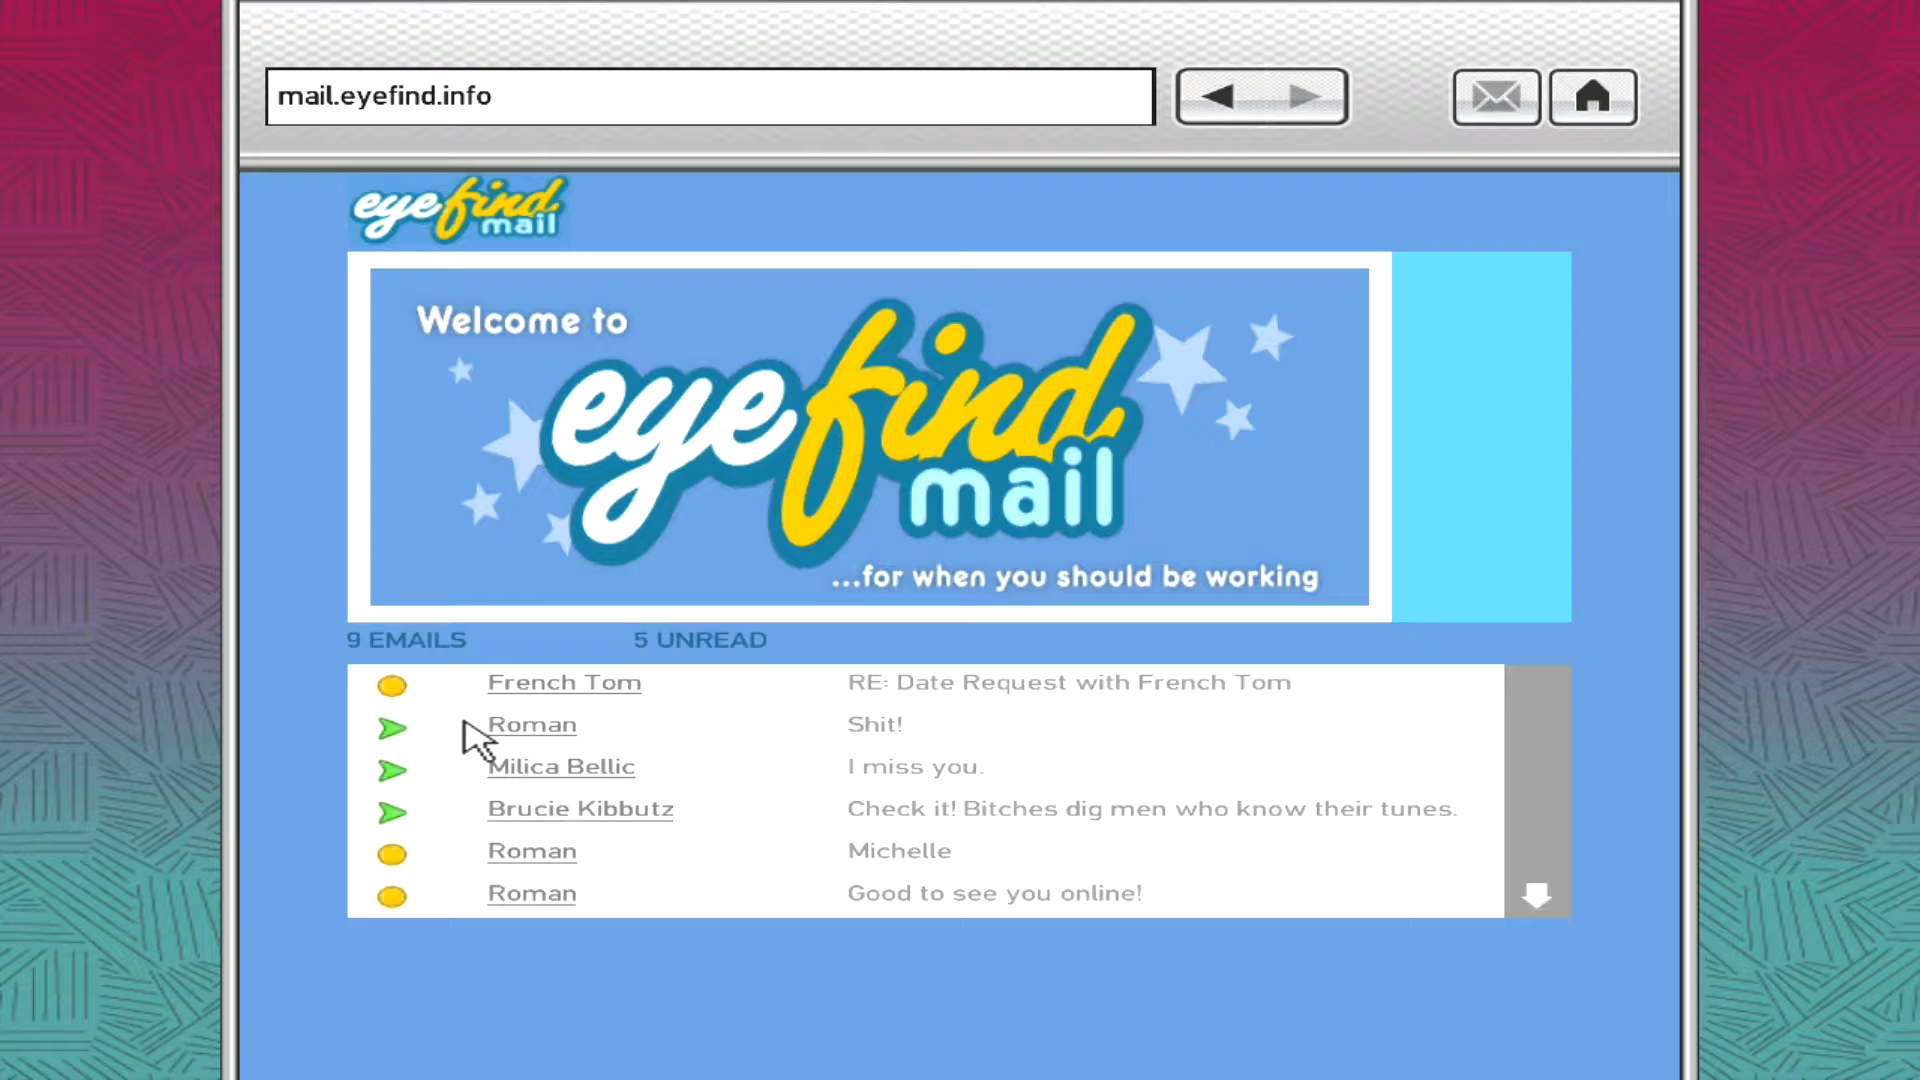 mail.eyefind.info
eyefind mail
Welcome to
eyefind
mail
...for when you should be working
9 EMAILS 5 UNREAD
French Tom RE: Date Request with French Tom
Roman Shit!
Milica Bellic I miss you.
Brucie Kibbutz Check it! Bitches dig men who know their tunes.
Roman Michelle
Roman Good to see you online!